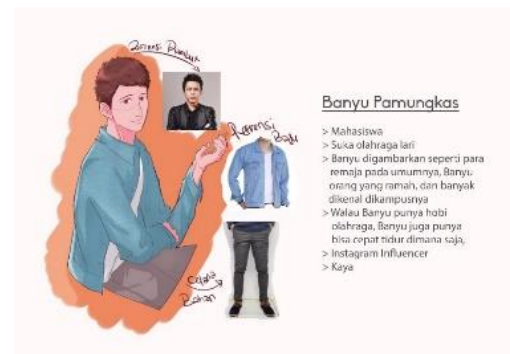 Referensi
Baju
Celana
Bahan
Banyu Pamungkas
> Mahasiswa
> Suka olahraga lari
> Banyu digambarkan seperti para
remaja pada umumnya, Banyu
orang yang ramah, dan banyak
dikenal dikampusnya
> Walau Banyu punya hobi
olahraga, Banyu juga punya
bisa cepat tidur dimana saja,
> Instagram Influencer
> Kaya